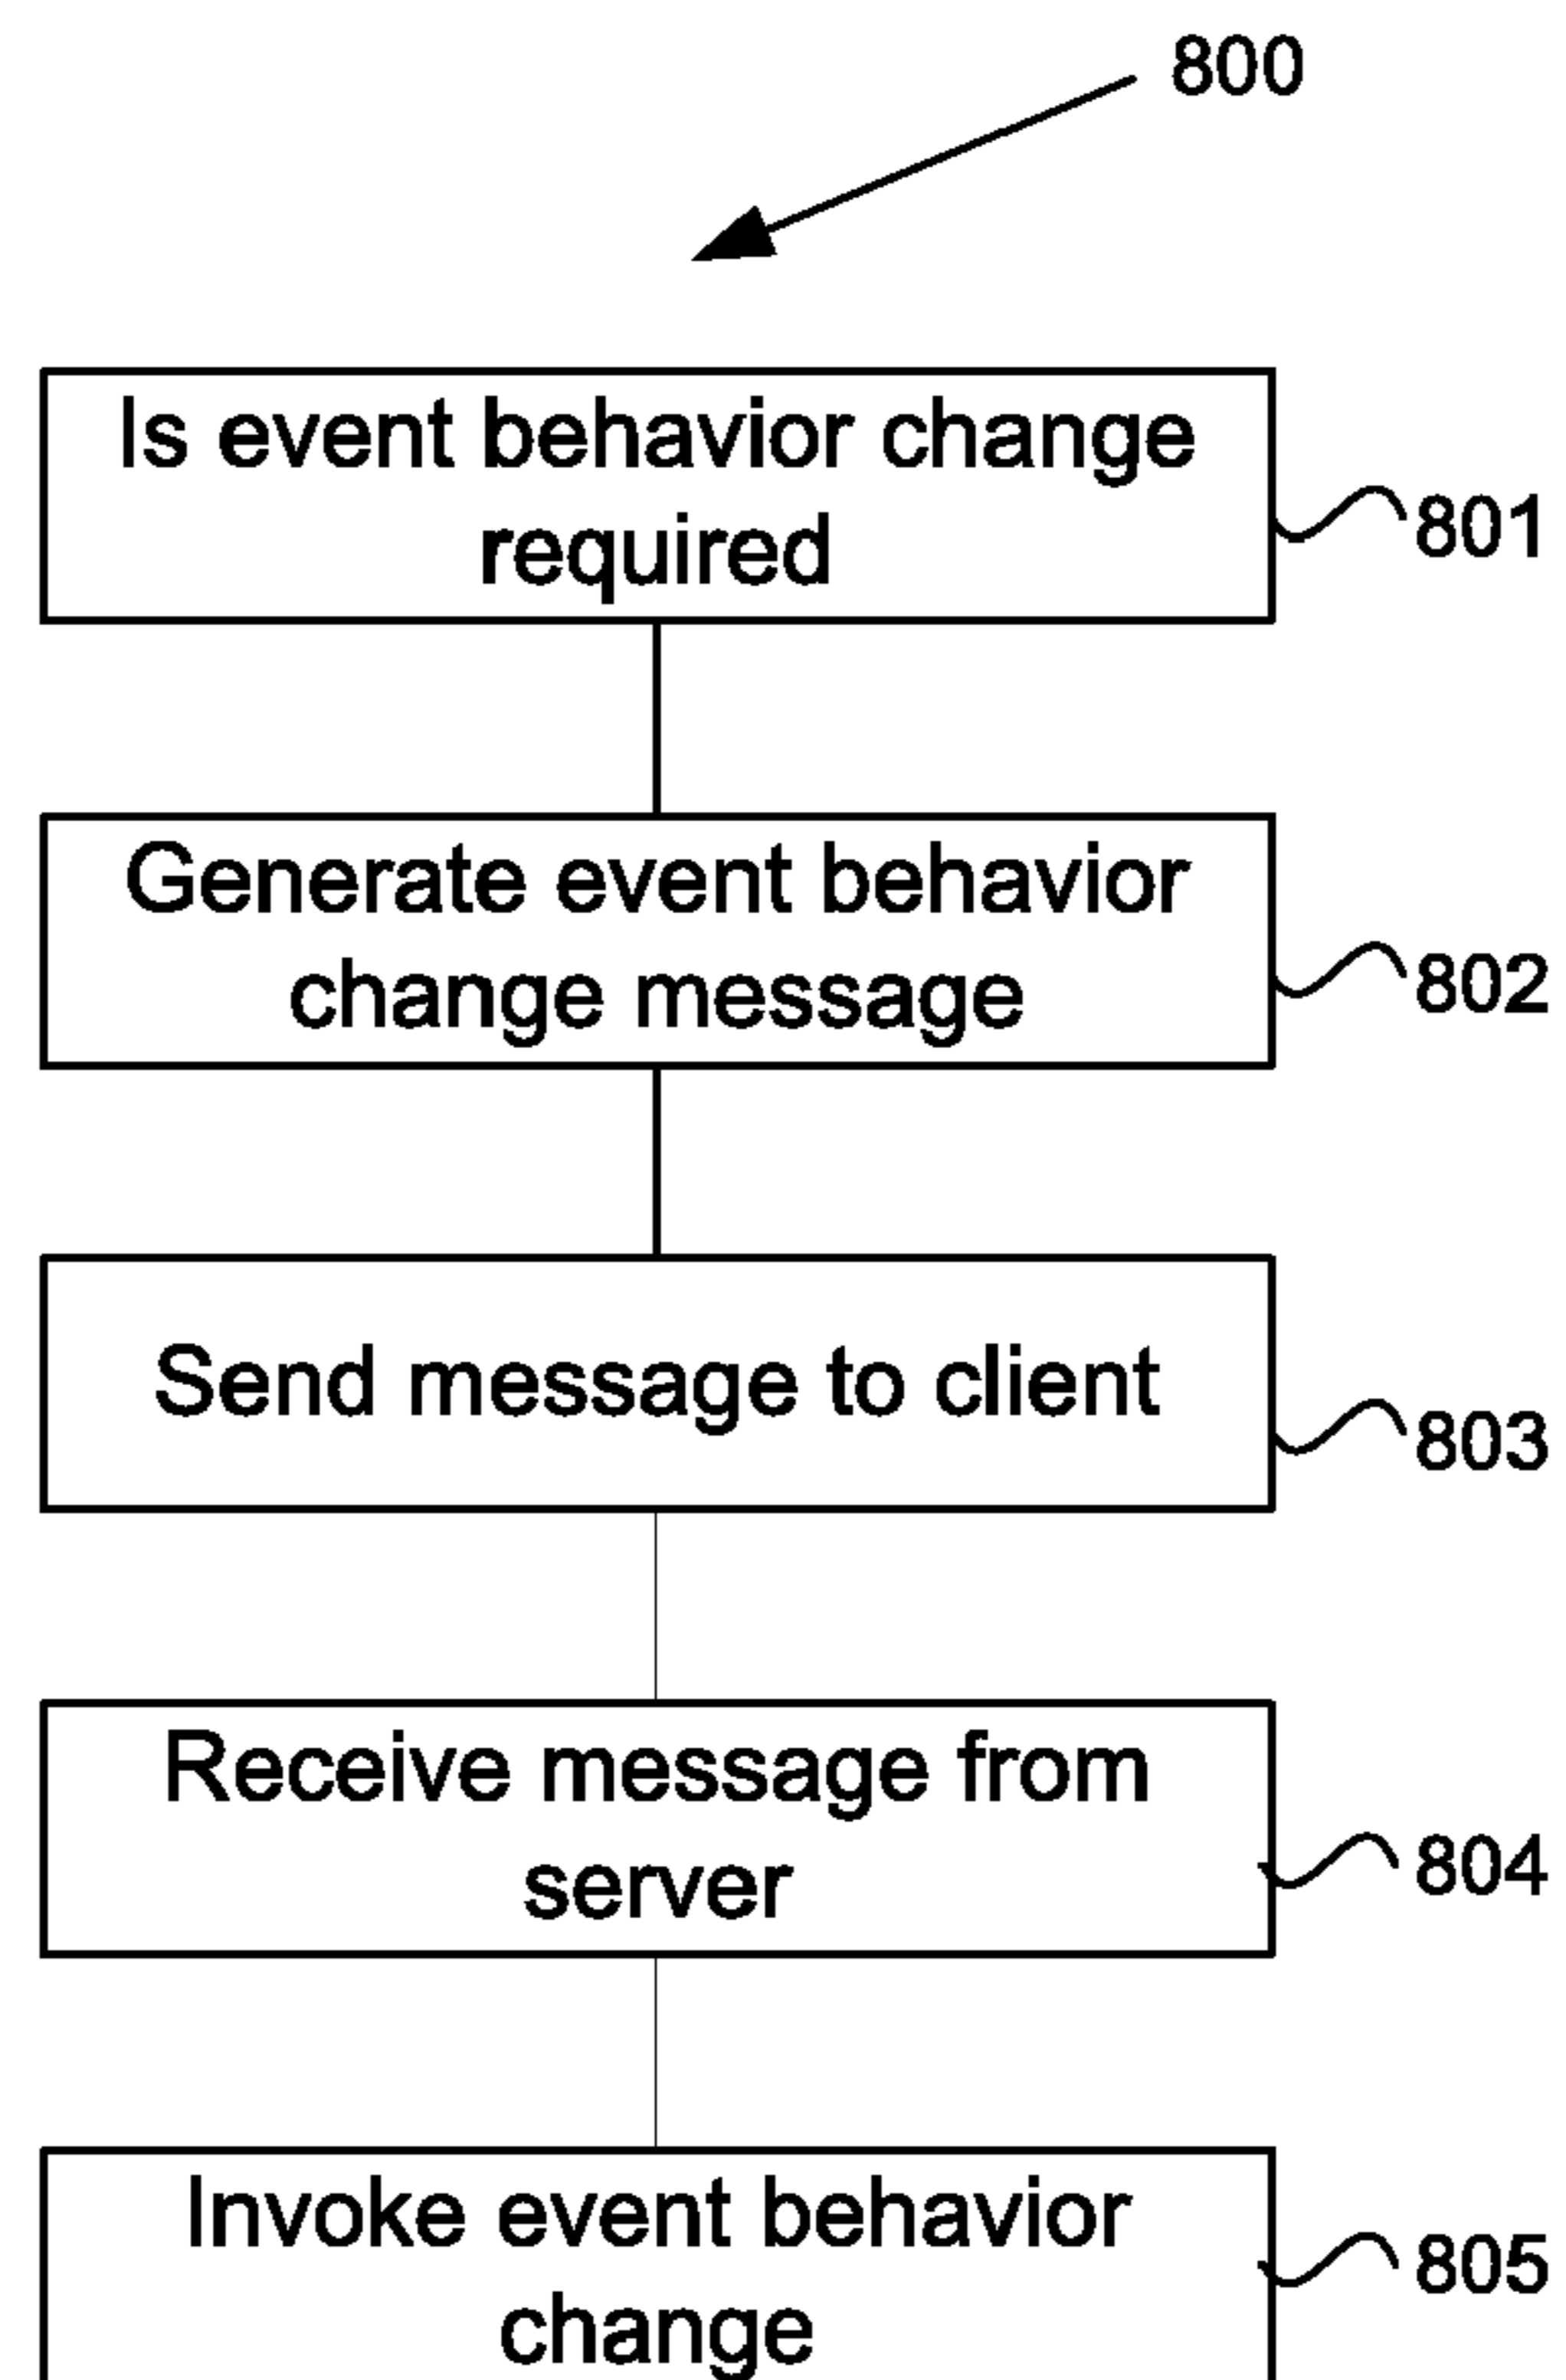 800
Is event behavior change
required
801
Generate event behavior
change message
802
Send message to client
803
Receive message from
server
804
Invoke event behavior
change
805